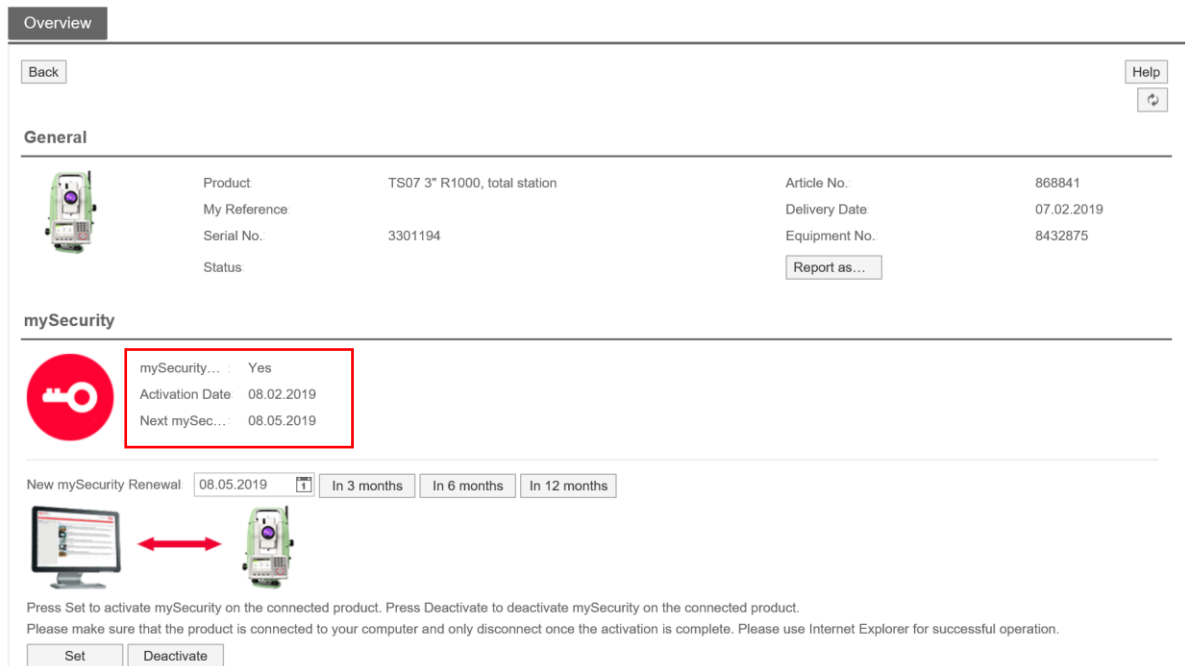 Overview
Back
Help
General
Product: TS07 3" R1000, total station Article No.: 868841
My Reference: Delivery Date: 07.02.2019
Serial No.: 3301194 Equipment No.: 8432875
Status: Report as...
mySecurity
mySecurity... : Yes
Activation Date: 08.02.2019
Next mySec... : 08.05.2019
New mySecurity Renewal: 08.05.2019 1 In 3 months In 6 months In 12 months
Press Set to activate mySecurity on the connected product. Press Deactivate to deactivate mySecurity on the connected product.
Please make sure that the product is connected to your computer and only disconnect once the activation is complete. Please use Internet Explorer for successful operation.
Set Deactivate